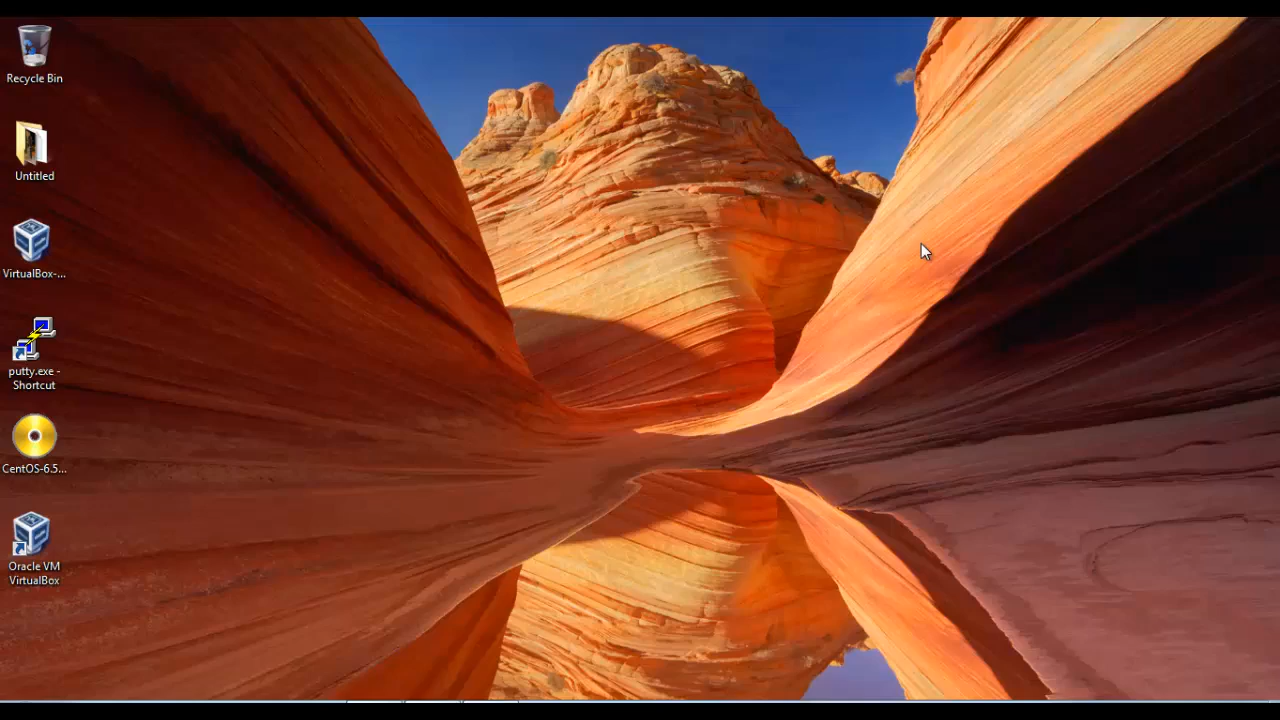 Recycle Bin
Untitled
VirtualBox-...
putty.exe -
Shortcut
CentOS-6.5...
Oracle VM
VirtualBox